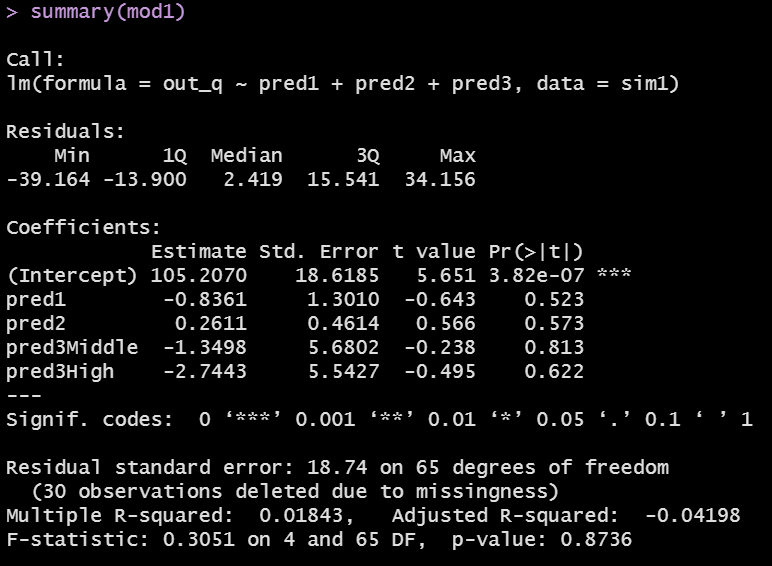 > summary(mod1)

Call:
lm(formula = out_q ~ pred1 + pred2 + pred3, data = sim1)

Residuals:
    Min      1Q  Median      3Q     Max
-39.164 -13.900   2.419  15.541  34.156

Coefficients:
            Estimate Std. Error t value Pr(>|t|)
(Intercept) 105.2070    18.6185   5.651 3.82e-07 ***
pred1        -0.8361     1.3010  -0.643    0.523
pred2         0.2611     0.4614   0.566    0.573
pred3Middle  -1.3498     5.6802  -0.238    0.813
pred3High    -2.7443     5.5427  -0.495    0.622
---
Signif. codes:  0 ‘***’ 0.001 ‘**’ 0.01 ‘*’ 0.05 ‘.’ 0.1 ‘ ’ 1

Residual standard error: 18.74 on 65 degrees of freedom
  (30 observations deleted due to missingness)
Multiple R-squared:  0.01843,   Adjusted R-squared:  -0.04198
F-statistic: 0.3051 on 4 and 65 DF,  p-value: 0.8736